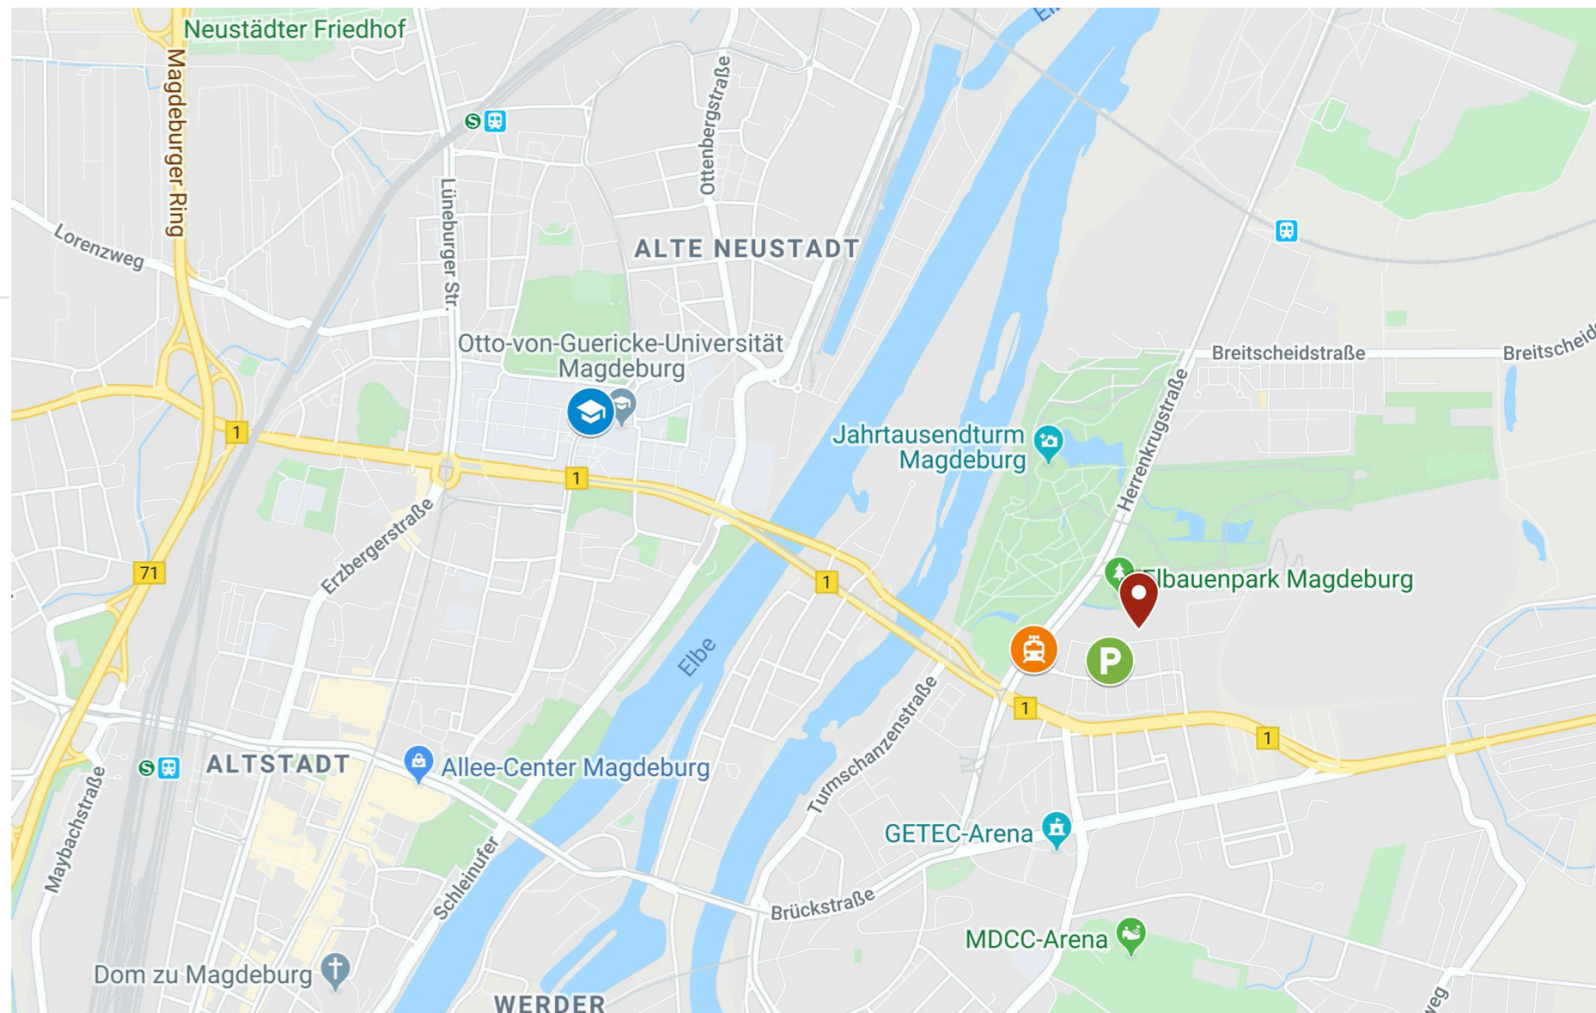 Neustädter Friedhof
El
Magdeburger Ring
S
Ottenbergstraße
Lüneburger Str.
Lorenzweg
ALTE NEUSTADT
Otto-von-Guericke-Universität
Magdeburg
Breitscheidstraße
Breitscheid
Herrenkrugstraße
1
Jahrtausendturm
Magdeburg
1
Erzbergerstraße
71
1
Elbauenpark Magdeburg
Elbe
P
1
Turmschanzenstraße
1
S
ALTSTADT
Allee-Center Magdeburg
Maybachstraße
GETEC-Arena
Schleinufer
Brückstraße
MDCC-Arena
Dom zu Magdeburg
WERDER
weg